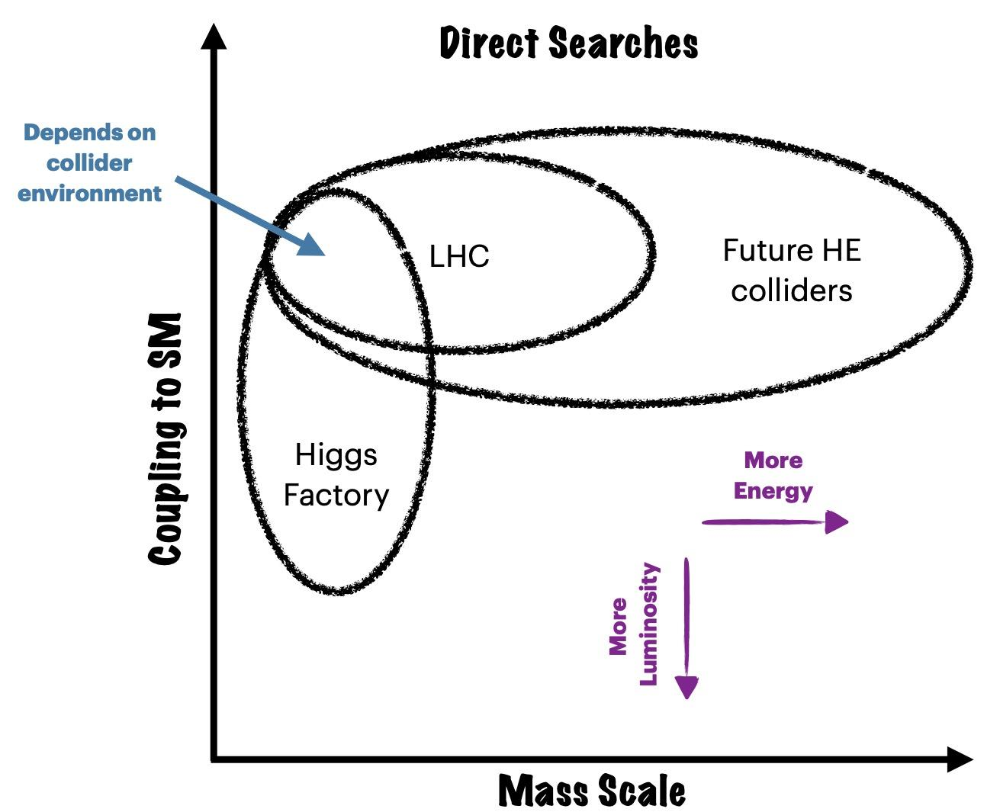 Direct Searches
Depends on
collider
environment
LHC
Future HE
colliders
Coupling to SM
Higgs
Factory
More
Energy
More
Luminosity
Mass Scale